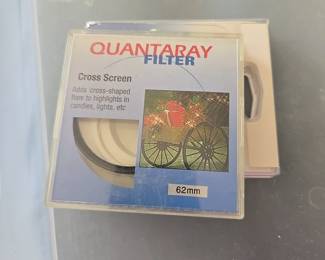 QUANTARAY
FILTER
Cross Screen
Adds cross-shaped
flare to highlights in
candles, lights, etc
62mm